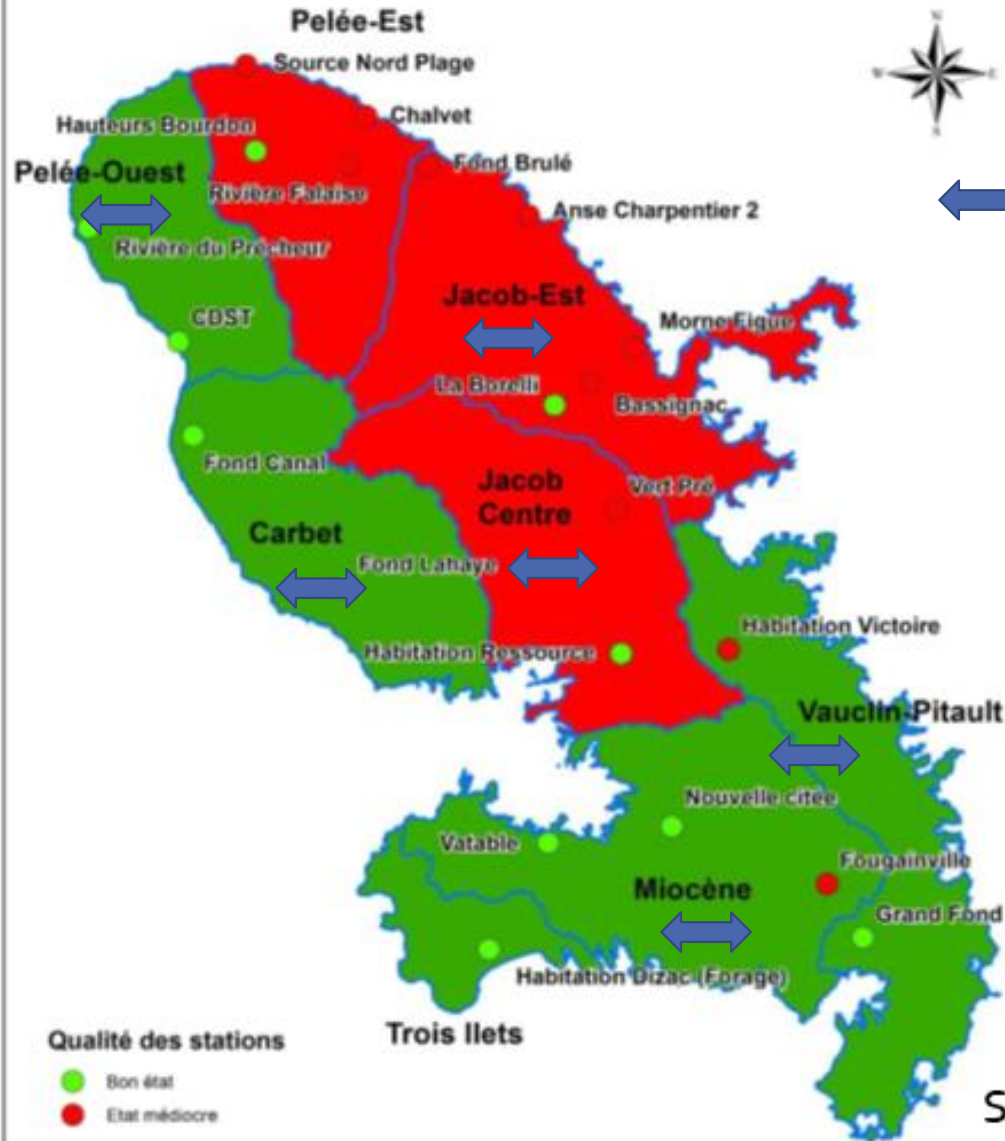 Pelée-Est
N
Source Nord Plage
W
E
S
Chalvet
Hauteurs Bourdon
Fond Brulé
Pelée-Ouest
Rivière Falaise
Anse Charpentier 2
Rivière du Prêcheur
Jacob-Est
CDST
Morne Figue
La Borelli
Bassignac
Fond Canal
Jacob
Centre
Vert Pré
Carbet
Fond Lahaye
Habitation Victoire
Habitation Ressource
Vauclin-Pitault
Nouvelle citée
Vatable
Fougainville
Miocène
Grand Fond
Habitation Dizac (Forage)
Trois Ilets
Qualité des stations
Bon état
Etat médiocre
S